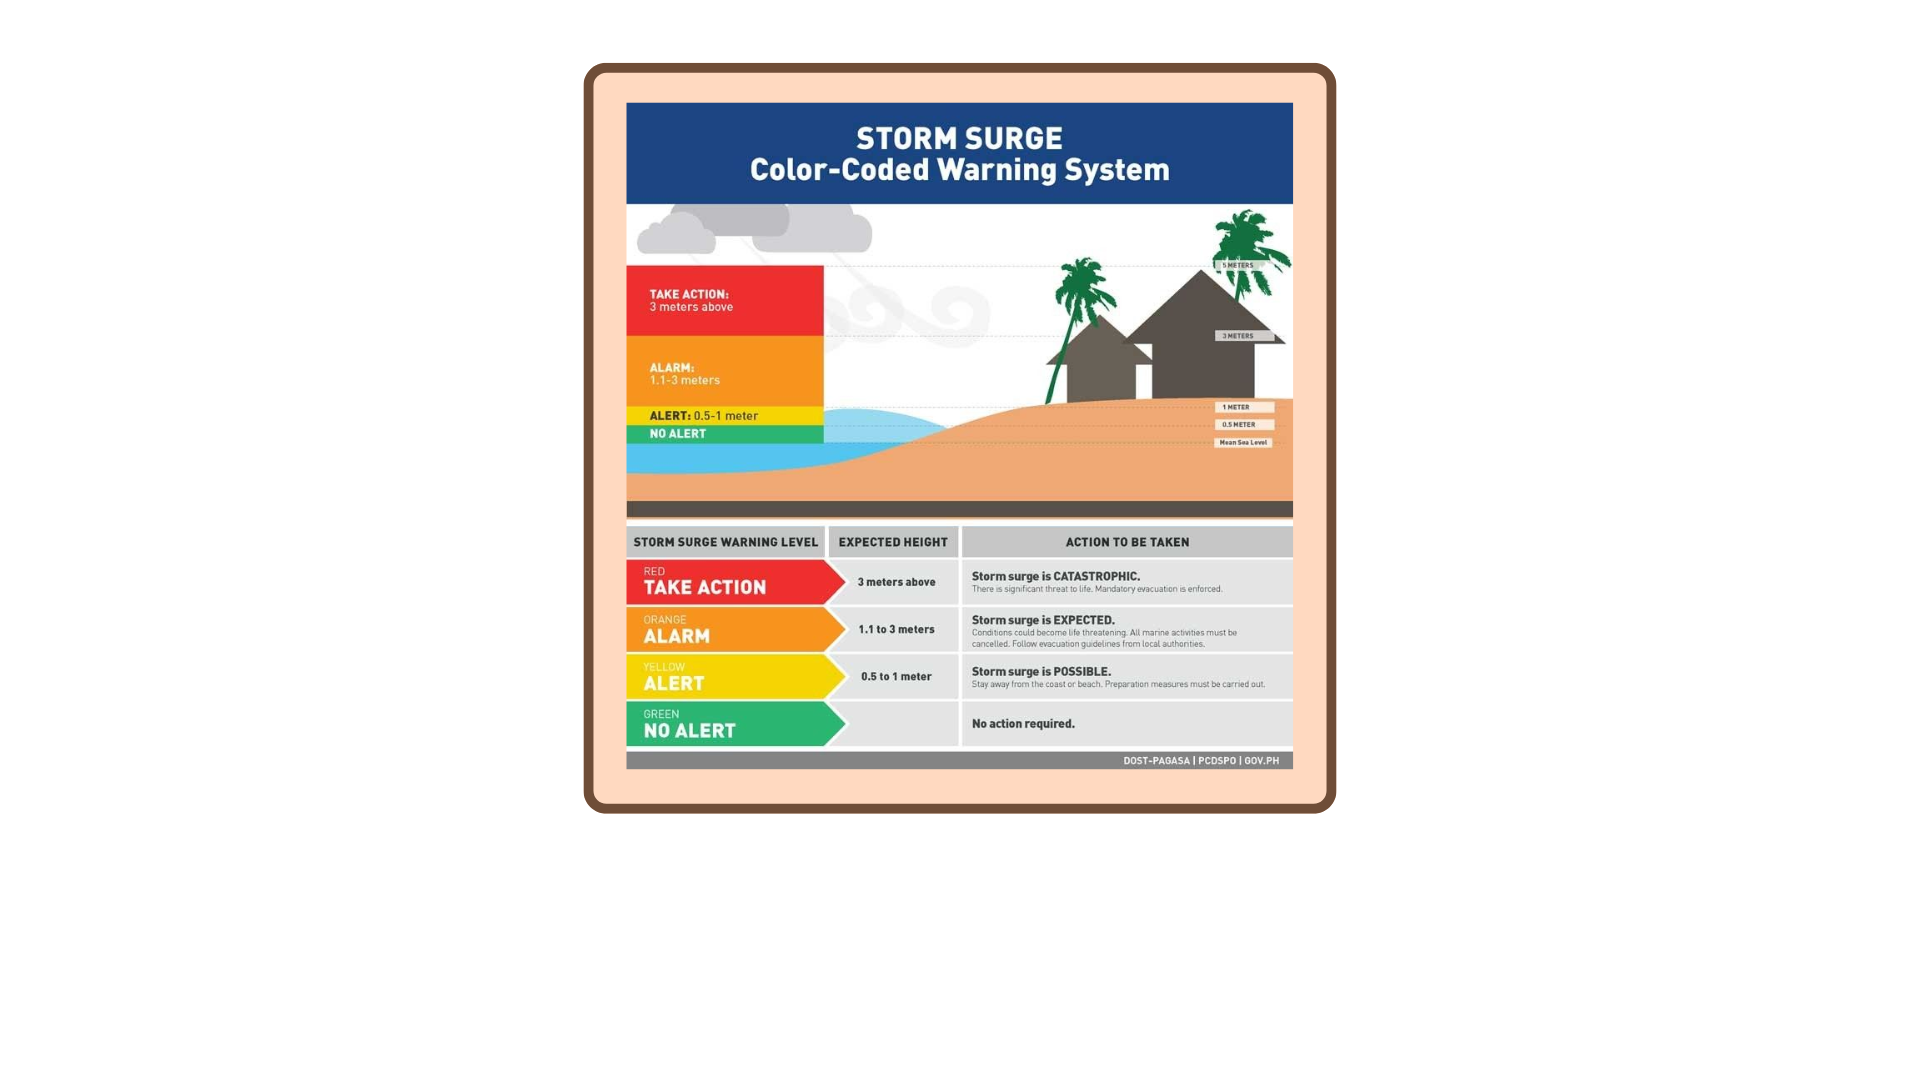 STORM SURGE
Color-Coded Warning System
5 METERS
TAKE ACTION:
3 meters above
3 METERS
ALARM:
1.1-3 meters
1 METER
ALERT: 0.5-1 meter
0.5 METER
NO ALERT
Mean Sea Level
STORM SURGE WARNING LEVEL EXPECTED HEIGHT ACTION TO BE TAKEN
RED
TAKE ACTION
3 meters above
Storm surge is CATASTROPHIC.
There is significant threat to life. Mandatory evacuation is enforced.
ORANGE
ALARM
1.1 to 3 meters
Storm surge is EXPECTED.
Conditions could become life threatening. All marine activities must be
cancelled. Follow evacuation guidelines from local authorities.
YELLOW
ALERT
0.5 to 1 meter
Storm surge is POSSIBLE.
Stay away from the coast or beach. Preparation measures must be carried out.
GREEN
NO ALERT
No action required.
DOST-PAGASA | PCDSPO | GOV.PH